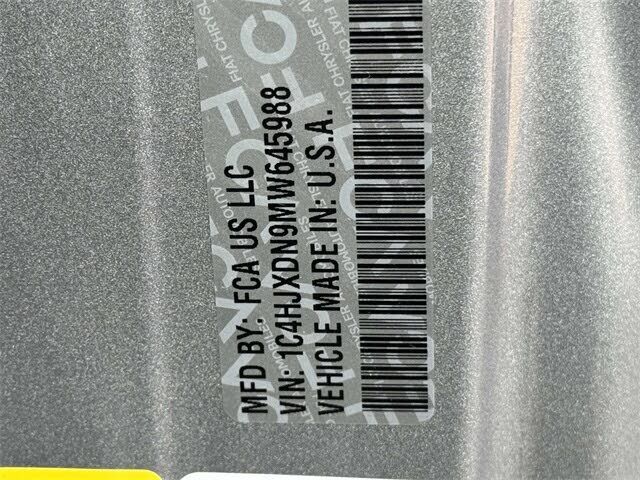 MFD BY: FCA US LLC
VIN: 1C4HJXDN9MW645988
VEHICLE MADE IN: U.S.A.